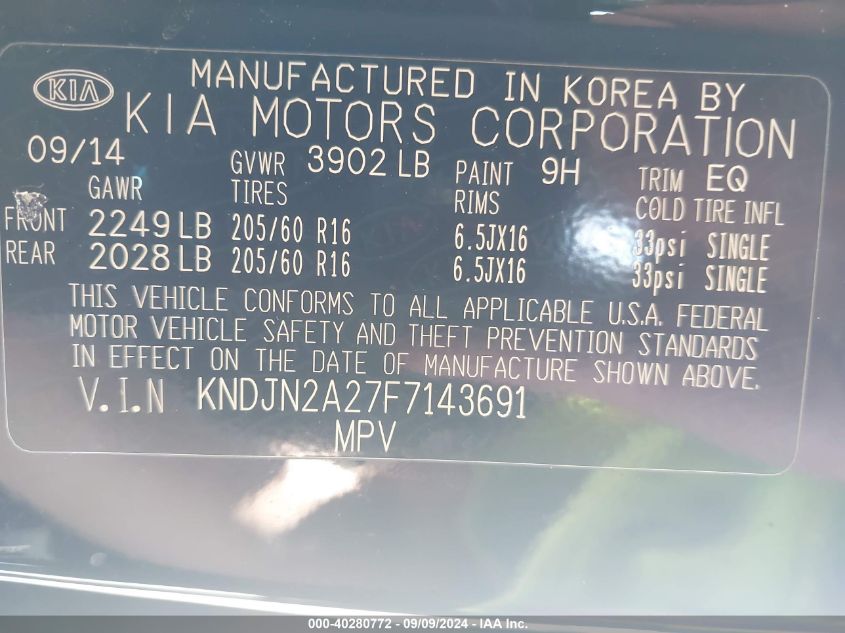 KIA
MANUFACTURED IN KOREA BY
KIA MOTORS CORPORATION
09/14 GVWR 3902 LB PAINT 9H TRIM EQ
GAWR TIRES RIMS COLD TIRE INFL
FRONT 2249 LB 205/60 R16 6.5JX16 33psi SINGLE
REAR 2028 LB 205/60 R16 6.5JX16 33psi SINGLE
THIS VEHICLE CONFORMS TO ALL APPLICABLE U.S.A. FEDERAL
MOTOR VEHICLE SAFETY AND THEFT PREVENTION STANDARDS
IN EFFECT ON THE DATE OF MANUFACTURE SHOWN ABOVE.
V.I.N KNDJN2A27F7143691
MPV
000-40280772 - 09/09/2024 - IAA Inc.